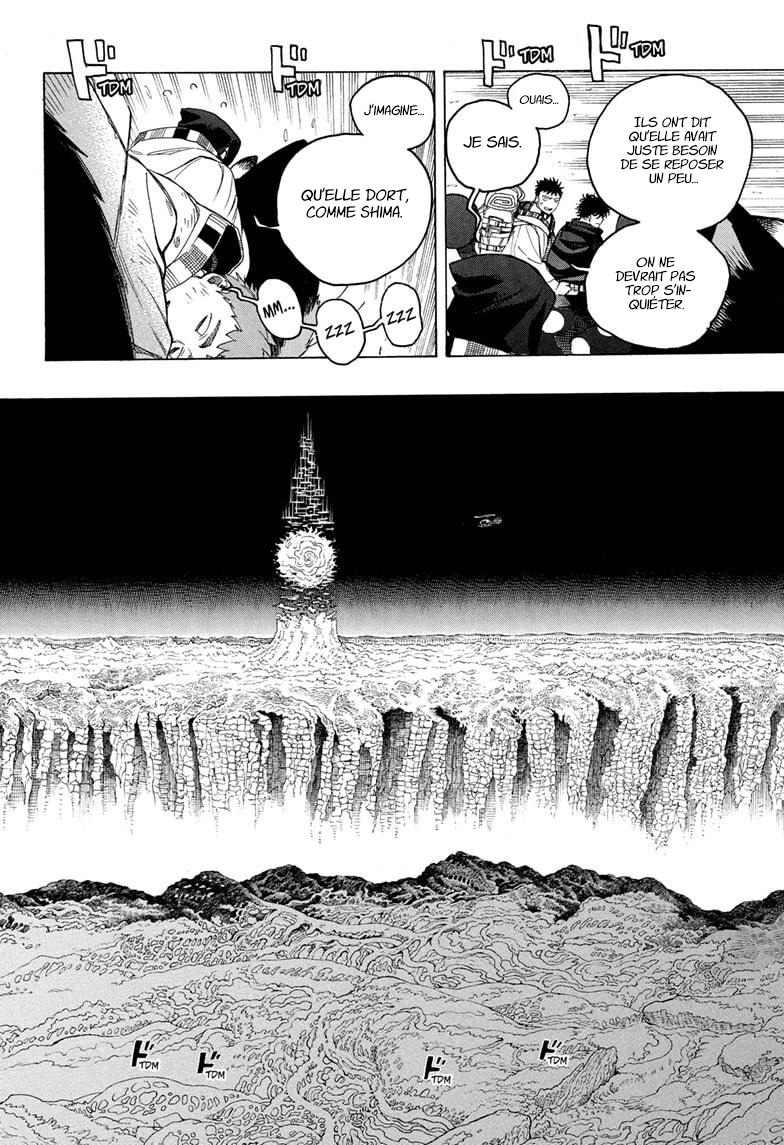 ド
TDM
ド
TDM
ILS ONT DIT
QU'ELLE AVAIT
JUSTE BESOIN
DE SE REPOSER
UN PEU...
ON NE
DEVRAIT PAS
TROP S'IN-
QUIÉTER.
OUAIS...
JE SAIS.
ド
TDM
ド
TDM
J'IMAGINE...
QU'ELLE DORT,
COMME SHIMA.
MM...
ZZZ
ZZZ
ド
TDM
ド
TDM
ド
TDM
ド
TDM